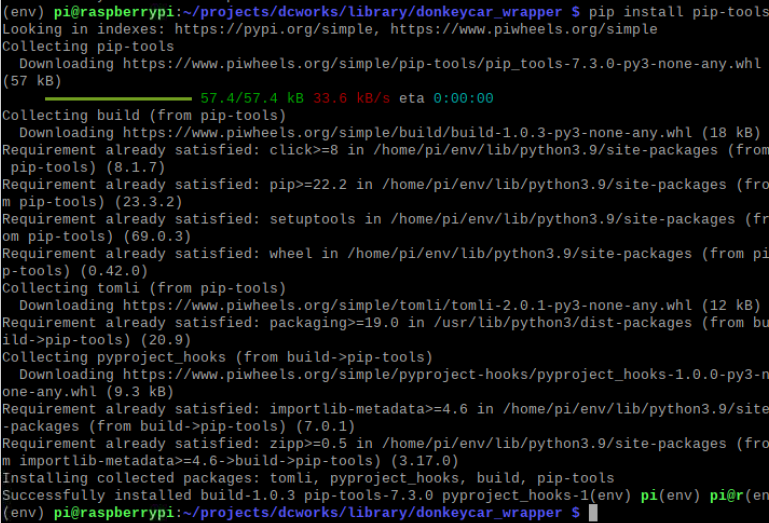 (env) pi@raspberrypi:~/projects/dcworks/library/donkeycar_wrapper $ pip install pip-tools
Looking in indexes: https://pypi.org/simple, https://www.piwheels.org/simple
Collecting pip-tools
  Downloading https://www.piwheels.org/simple/pip-tools/pip_tools-7.3.0-py3-none-any.whl
(57 kB)
57.4/57.4 kB 33.6 kB/s eta 0:00:00
Collecting build (from pip-tools)
  Downloading https://www.piwheels.org/simple/build/build-1.0.3-py3-none-any.whl (18 kB)
Requirement already satisfied: click>=8 in /home/pi/env/lib/python3.9/site-packages (from
 pip-tools) (8.1.7)
Requirement already satisfied: pip>=22.2 in /home/pi/env/lib/python3.9/site-packages (fro
m pip-tools) (23.3.2)
Requirement already satisfied: setuptools in /home/pi/env/lib/python3.9/site-packages (fr
om pip-tools) (69.0.3)
Requirement already satisfied: wheel in /home/pi/env/lib/python3.9/site-packages (from pi
p-tools) (0.42.0)
Collecting tomli (from pip-tools)
  Downloading https://www.piwheels.org/simple/tomli/tomli-2.0.1-py3-none-any.whl (12 kB)
Requirement already satisfied: packaging>=19.0 in /usr/lib/python3/dist-packages (from bu
ild->pip-tools) (20.9)
Collecting pyproject_hooks (from build->pip-tools)
  Downloading https://www.piwheels.org/simple/pyproject-hooks/pyproject_hooks-1.0.0-py3-n
one-any.whl (9.3 kB)
Requirement already satisfied: importlib-metadata>=4.6 in /home/pi/env/lib/python3.9/site
-packages (from build->pip-tools) (7.0.1)
Requirement already satisfied: zipp>=0.5 in /home/pi/env/lib/python3.9/site-packages (fro
m importlib-metadata>=4.6->build->pip-tools) (3.17.0)
Installing collected packages: tomli, pyproject_hooks, build, pip-tools
Successfully installed build-1.0.3 pip-tools-7.3.0 pyproject_hooks-1(env) pi(env) pi@r(en
(env) pi@raspberrypi:~/projects/dcworks/library/donkeycar_wrapper $